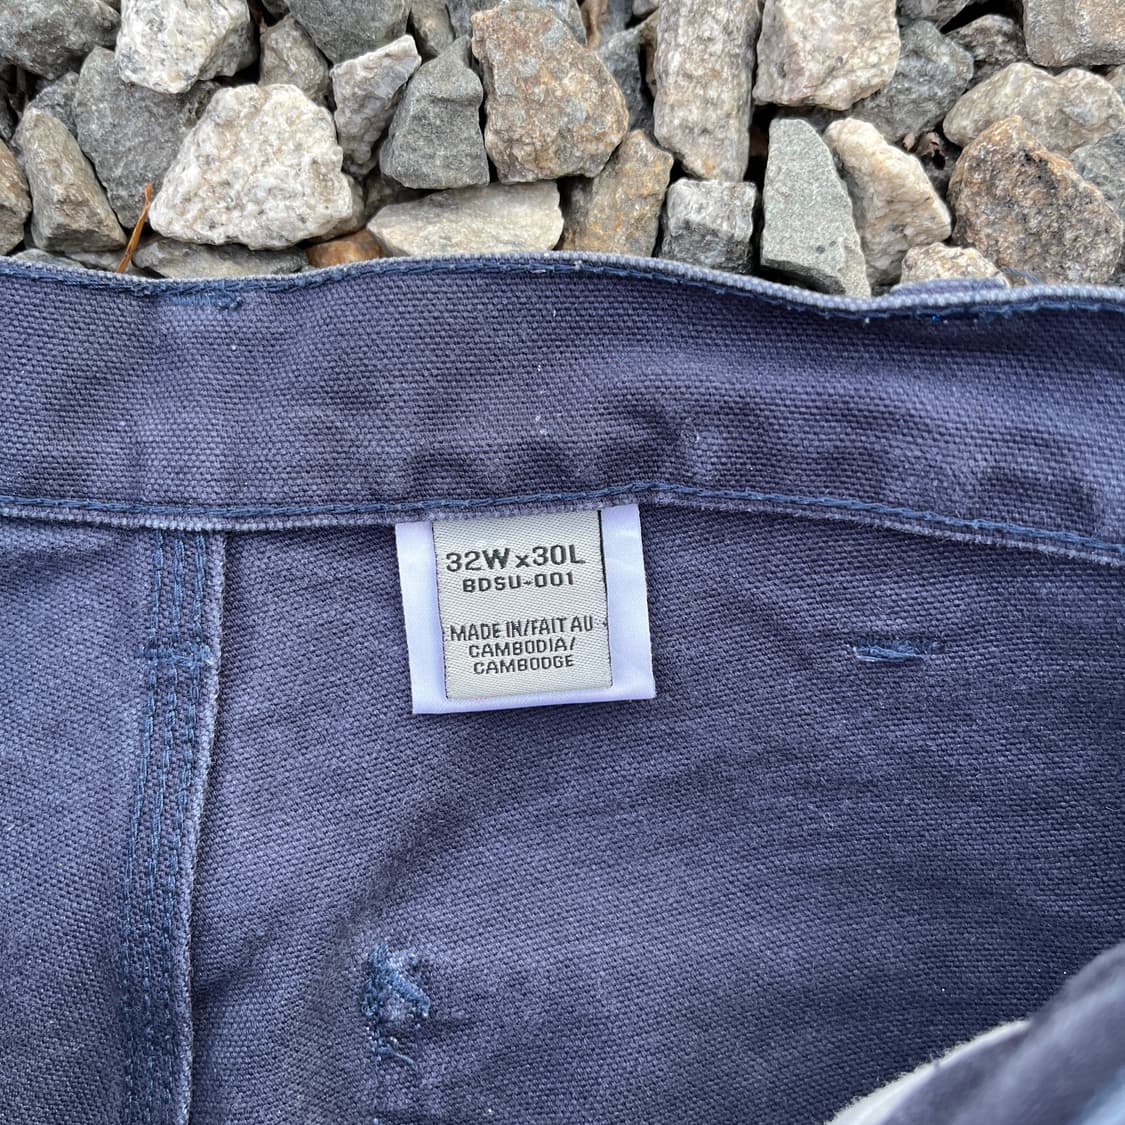 32W x 30L
BDSU-001
MADE IN/FAIT AU
CAMBODIA/
CAMBODGE